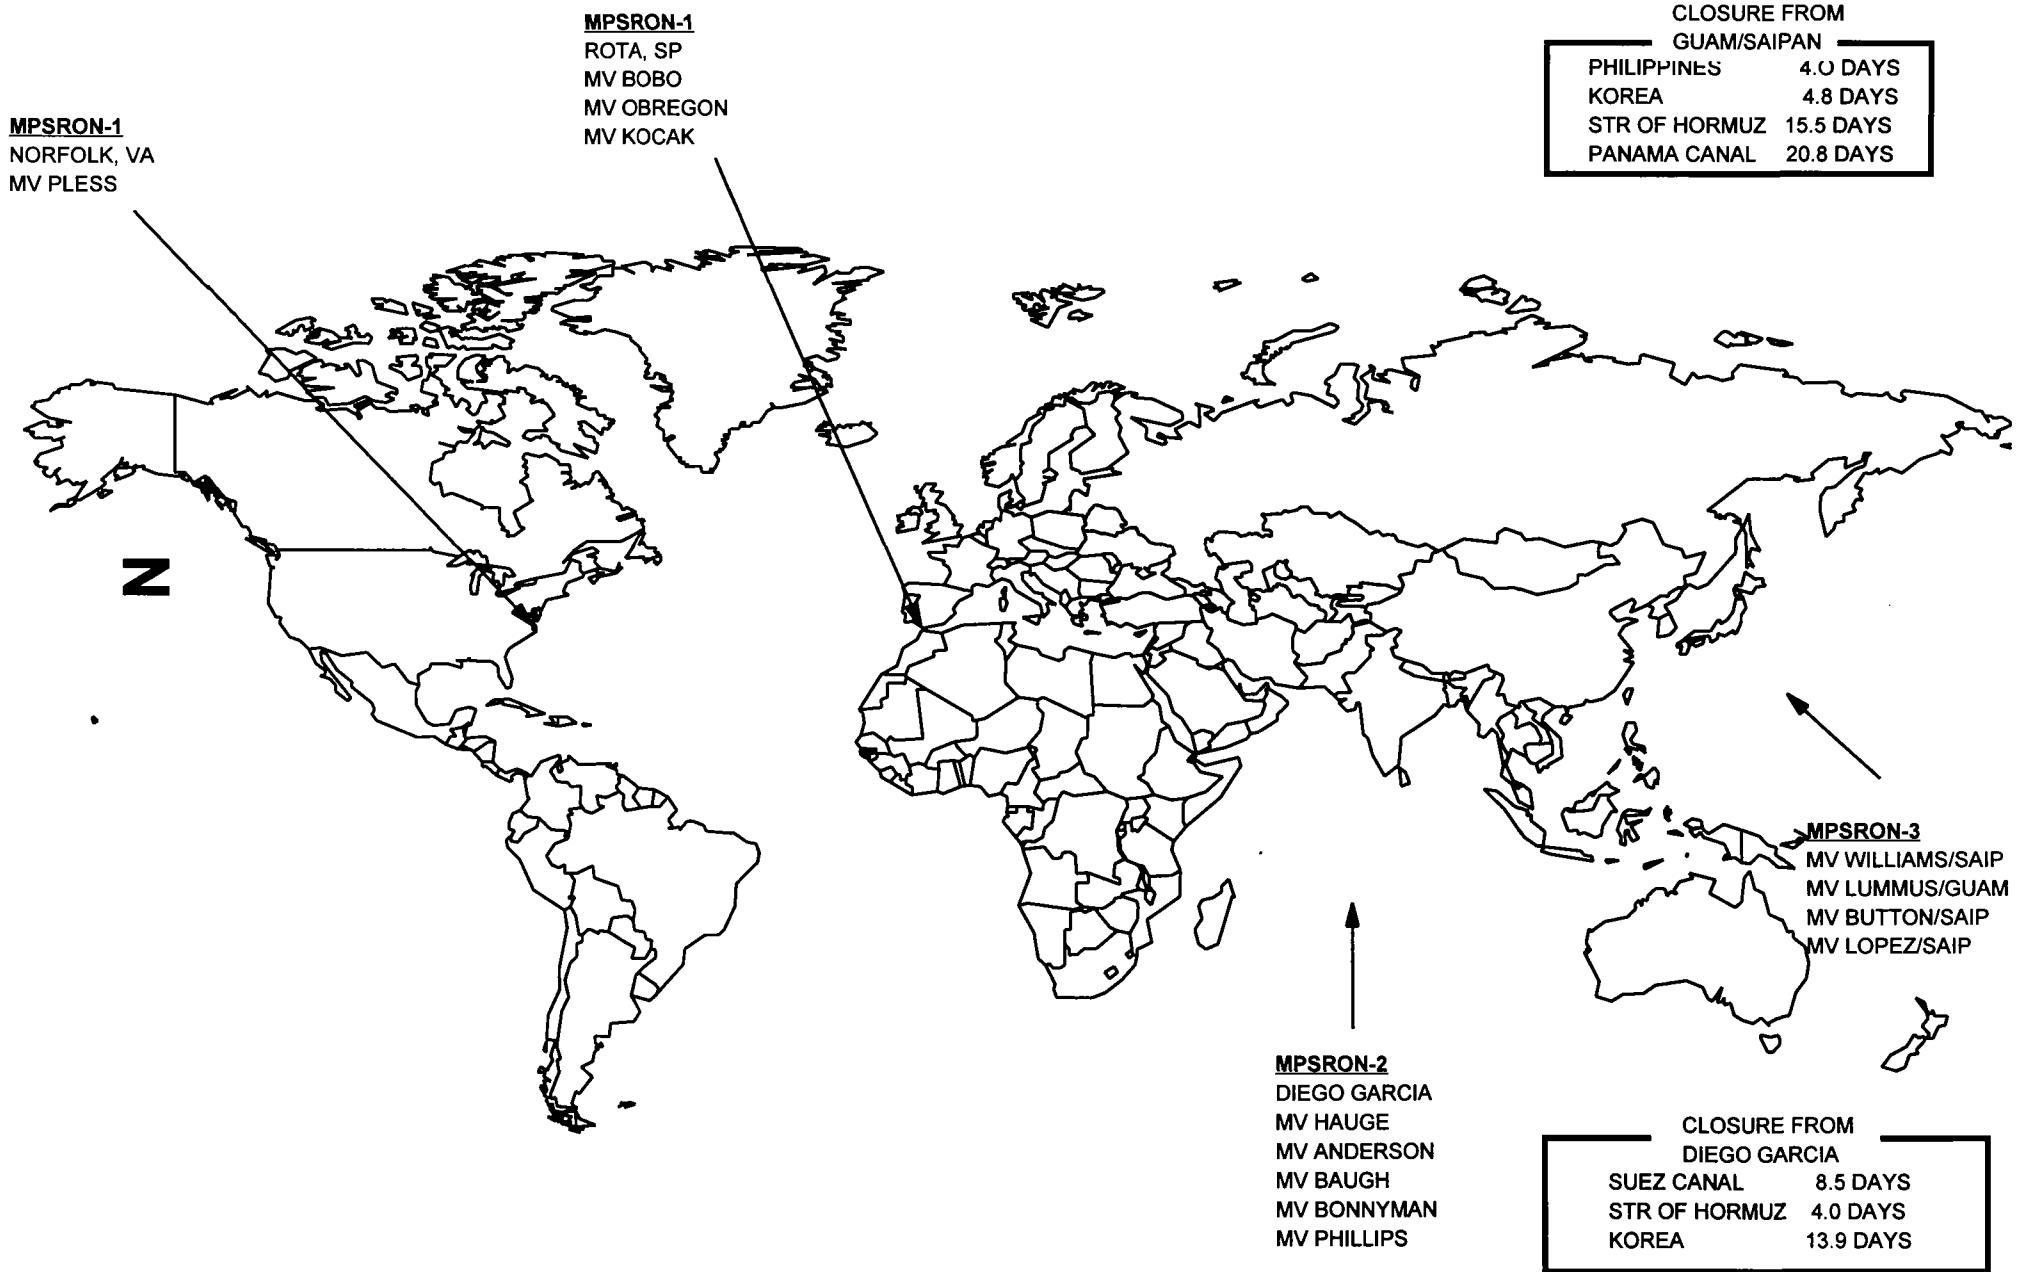 MPSRON-1
ROTA, SP
MV BOBO
MV OBREGON
MV KOCAK
CLOSURE FROM
GUAM/SAIPAN
PHILIPPINES 4.0 DAYS
KOREA 4.8 DAYS
STR OF HORMUZ 15.5 DAYS
PANAMA CANAL 20.8 DAYS
MPSRON-1
NORFOLK, VA
MV PLESS
N
MPSRON-3
MV WILLIAMS/SAIP
MV LUMMUS/GUAM
MV BUTTON/SAIP
MV LOPEZ/SAIP
MPSRON-2
DIEGO GARCIA
MV HAUGE
MV ANDERSON
MV BAUGH
MV BONNYMAN
MV PHILLIPS
CLOSURE FROM
DIEGO GARCIA
SUEZ CANAL 8.5 DAYS
STR OF HORMUZ 4.0 DAYS
KOREA 13.9 DAYS